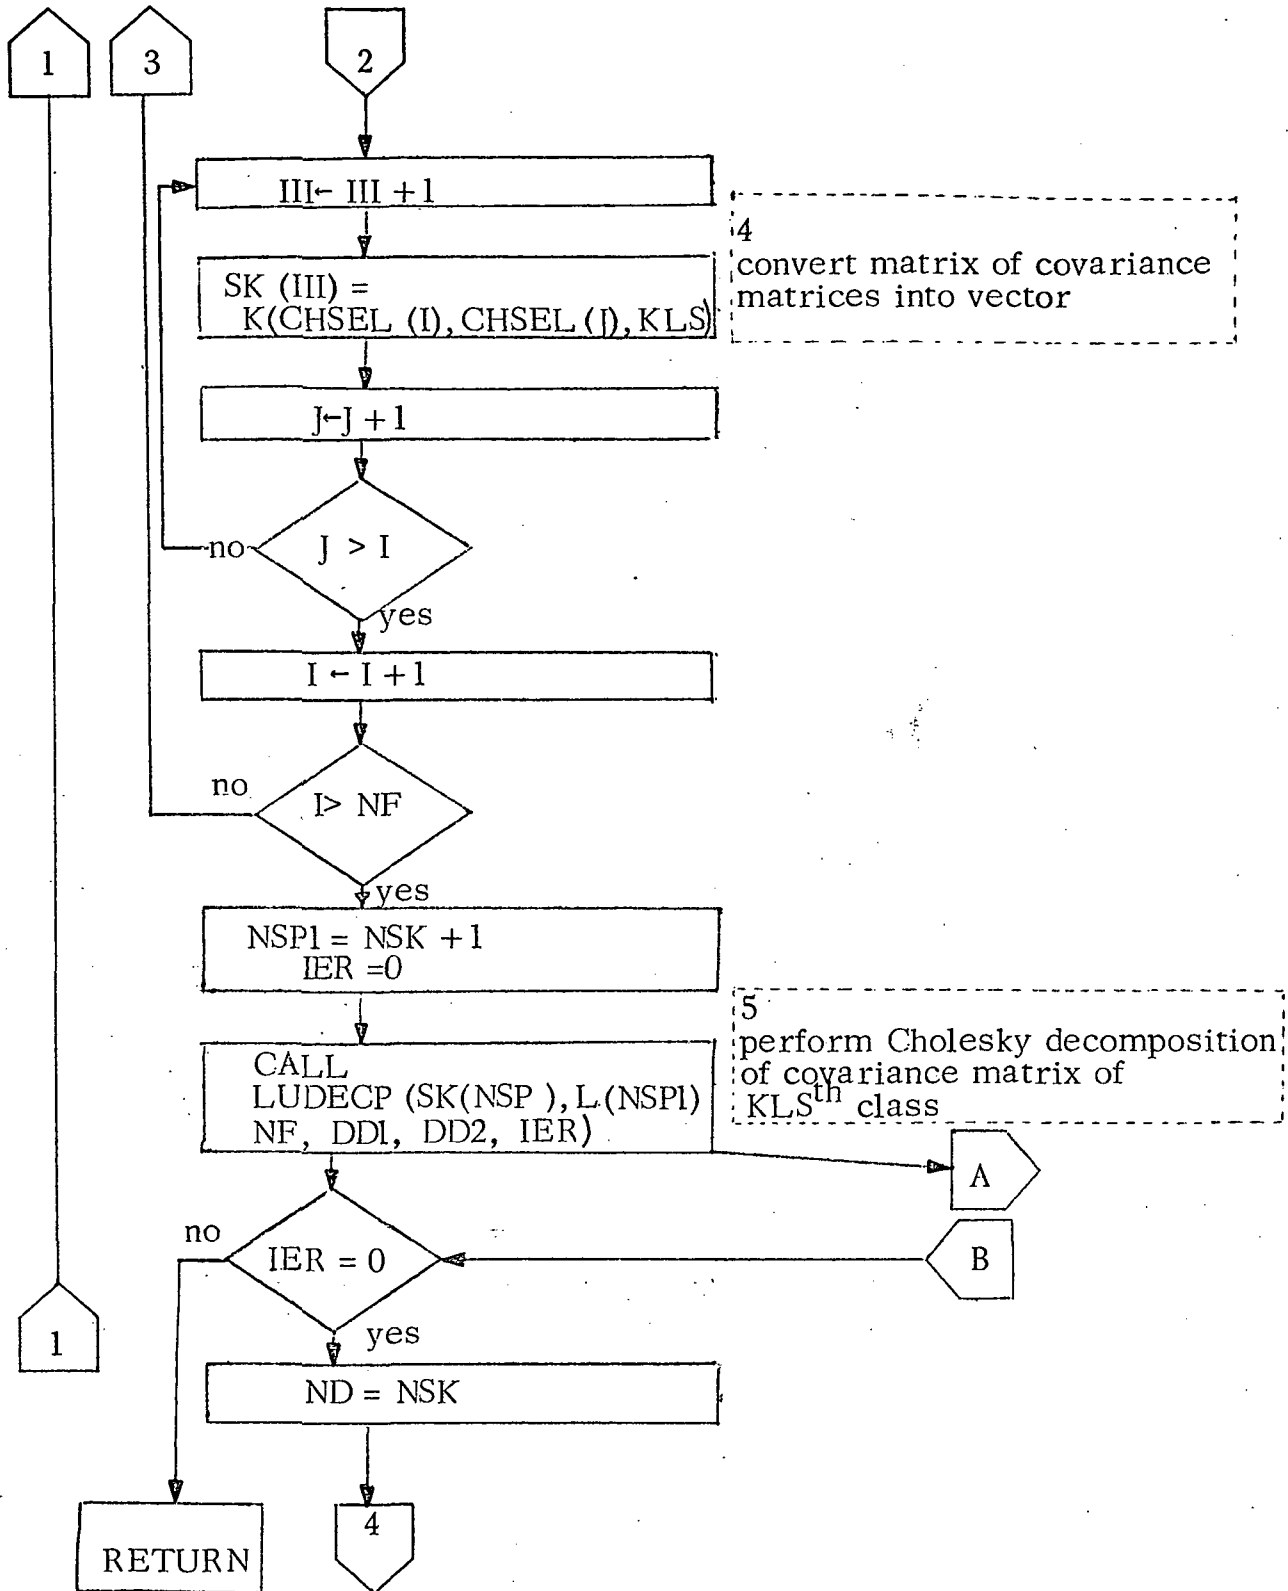 1
3
2
III← III + 1
4
convert matrix of covariance
matrices into vector
SK (III) =
K(CHSEL (I), CHSEL (J), KLS)
J←J + 1
no
J > I
yes
I ← I + 1
no
I> NF
yes
NSP1 = NSK + 1
IER =0
5
perform Cholesky decomposition
of covariance matrix of
KLSth class
CALL
LUDECP (SK(NSP ), L(NSP1)
NF, DD1, DD2, IER)
A
no
IER = 0
B
1
yes
ND = NSK
4
RETURN